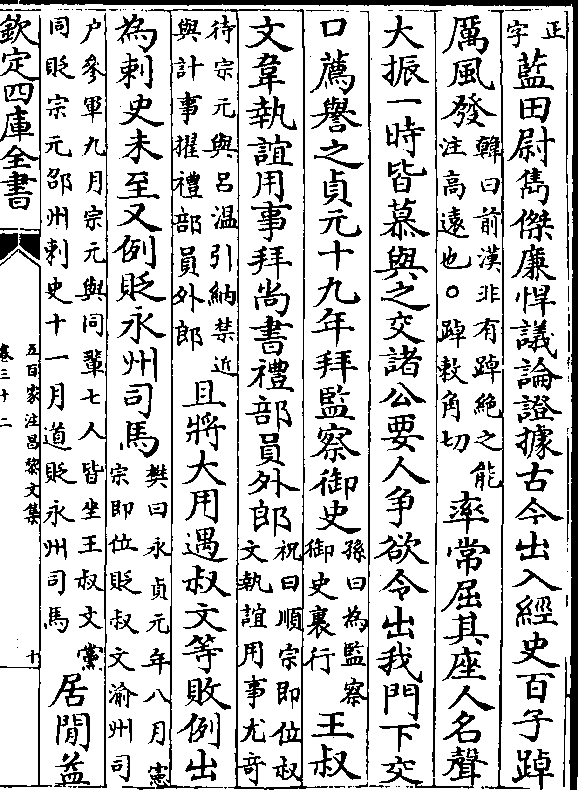 正
字
藍田尉儁傑廉悍議論證據古今出入經史百子踔
厲風發
韓曰前漢非有踔絶之能
注高遠也○踔敕角切
率常屈其座人名聲
大振一時皆慕與之交諸公要人争欲令出我門下交
口薦譽之貞元十九年拜監察御史
孫曰為監察
御史裏行
王叔
文韋執誼用事拜尚書禮部員外郎
祝曰順宗即位叔
文執誼用事尤奇
待宗元與吕温引納禁近
與計事擢禮部員外郎
且將大用遇叔文等敗例出
為刺史未至又例貶永州司馬
樊曰永貞元年八月憲
宗即位貶叔文渝州司
户參軍九月宗元與同輩七人皆坐王叔文黨
同貶宗元邵州刺史十一月道貶永州司馬
居閒益
欽定四庫全書
五百家注昌黎文集
卷三十二
十